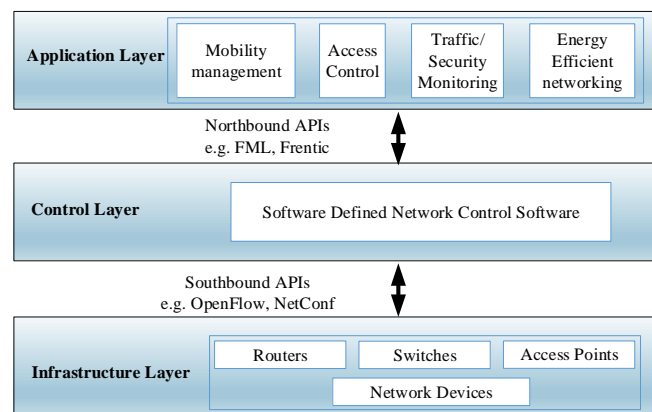 Application Layer
Mobility
management
Access
Control
Traffic/
Security
Monitoring
Energy
Efficient
networking
Northbound APIs
e.g. FML, Frentic
Control Layer
Software Defined Network Control Software
Southbound APIs
e.g. OpenFlow, NetConf
Infrastructure Layer
Routers
Switches
Access Points
Network Devices